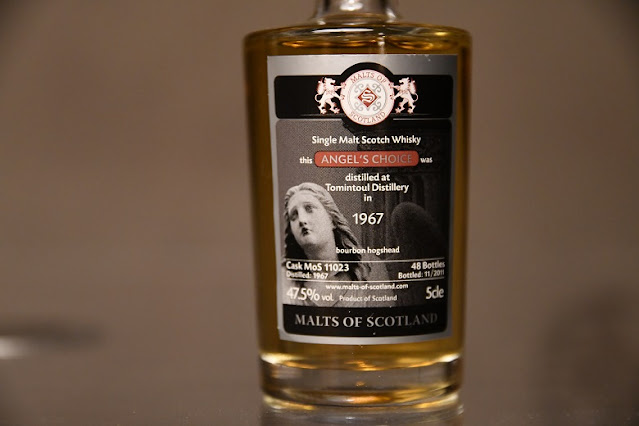 MALTS OF
S
SCOTLAND
Single Malt Scotch Whisky
this ANGEL'S CHOICE was
distilled at
Tomintoul Distillery
in
1967
bourbon hogshead
Cask MoS 11023 48 Bottles
Distilled: 1967 Bottled: 11/2011
www.malts-of-scotland.com
47.5% vol. Product of Scotland 5cle
MALTS OF SCOTLAND